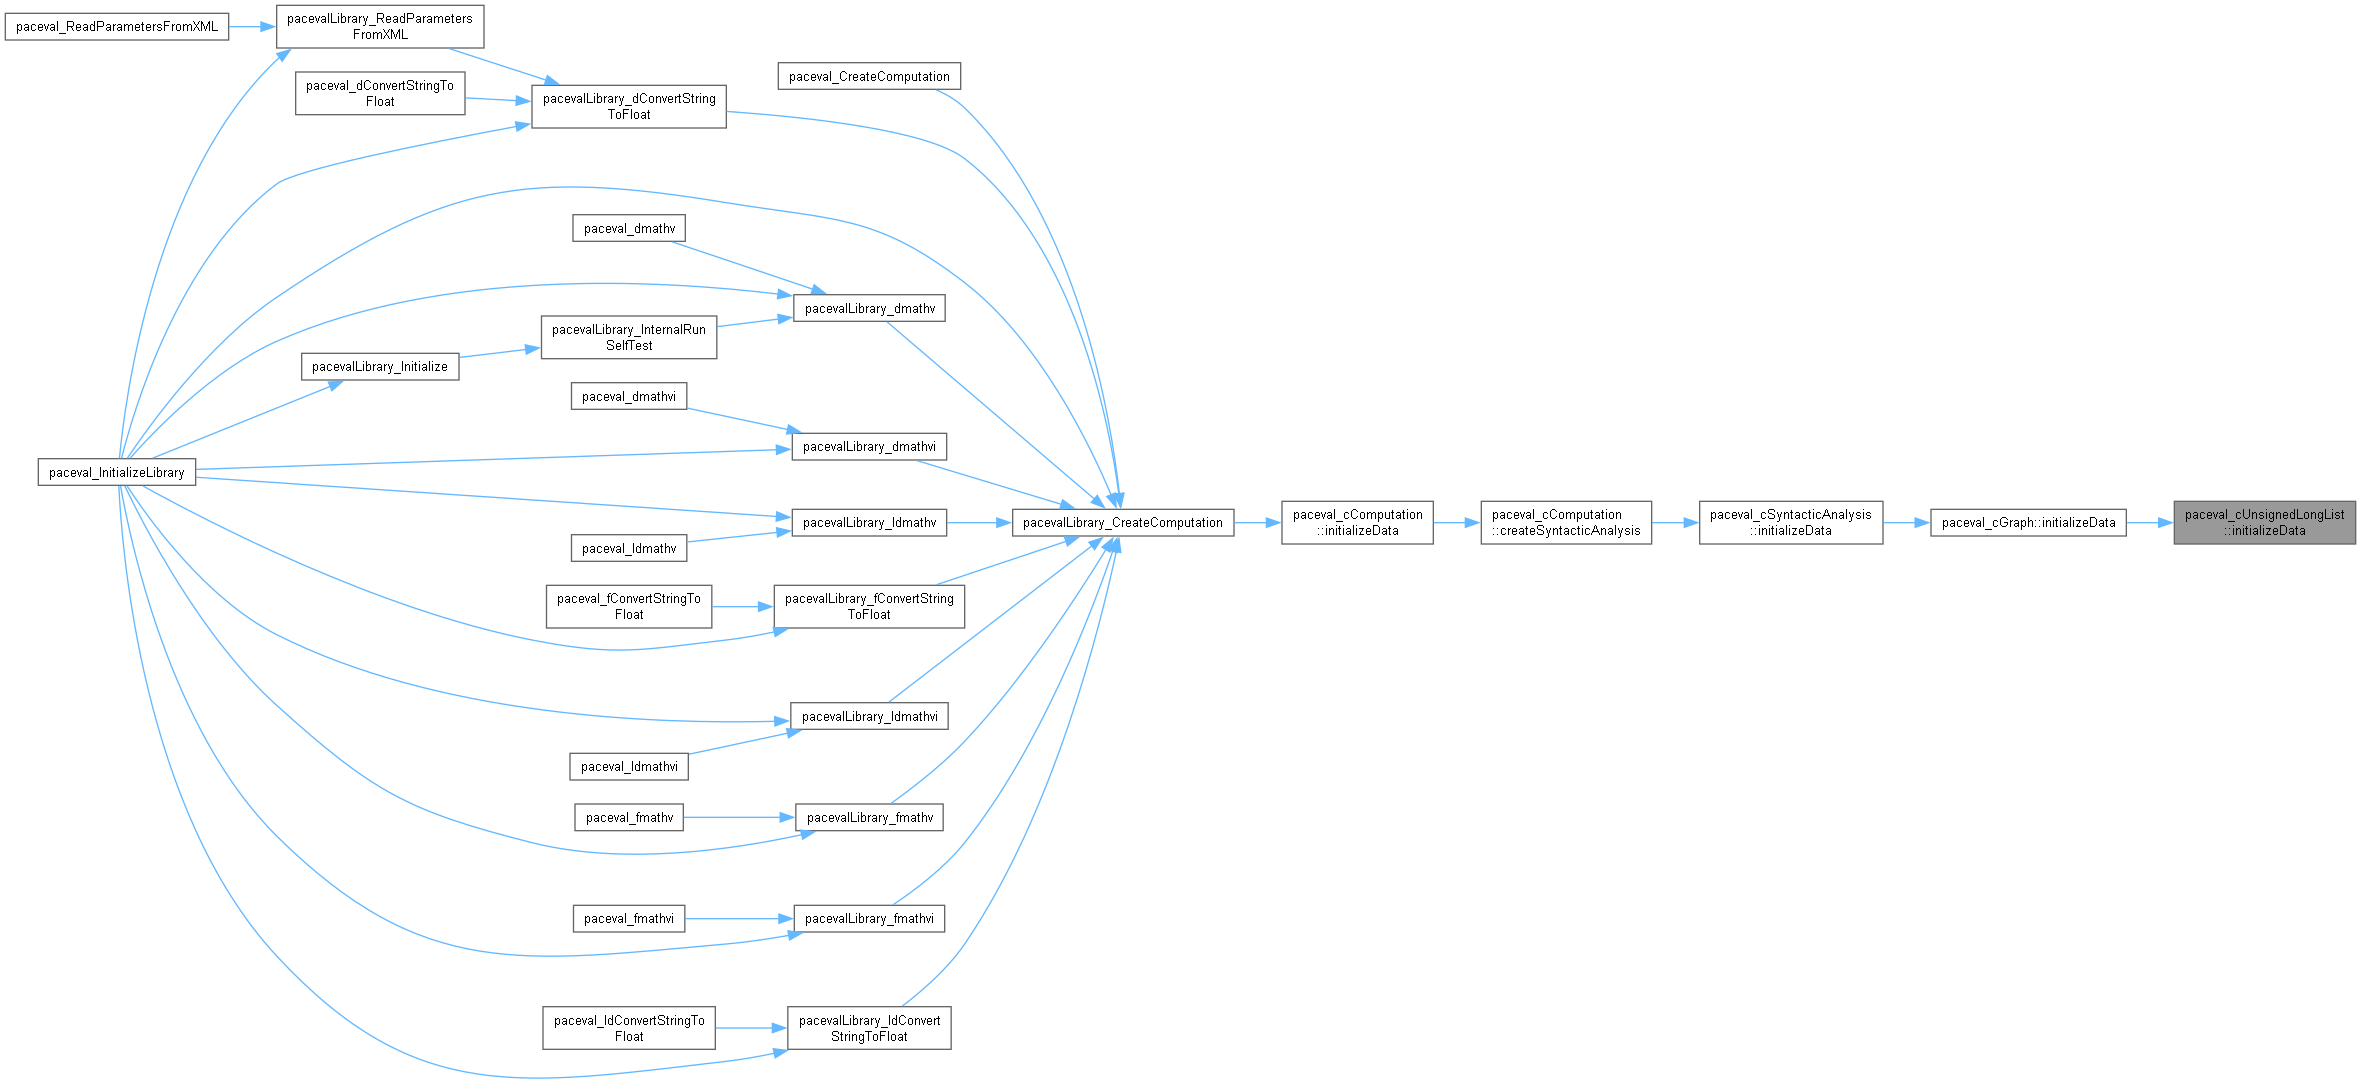 paceval_ReadParametersFromXML
pacevalLibrary_ReadParameters
FromXML
paceval_dConvertStringTo
Float
pacevalLibrary_dConvertString
ToFloat
paceval_CreateComputation
paceval_dmathv
pacevalLibrary_dmathv
pacevalLibrary_InternalRun
SelfTest
pacevalLibrary_Initialize
paceval_dmathvi
pacevalLibrary_dmathvi
paceval_InitializeLibrary
pacevalLibrary_ldmathv
paceval_ldmathv
pacevalLibrary_CreateComputation
paceval_cComputation
::initializeData
paceval_cComputation
::createSyntacticAnalysis
paceval_cSyntacticAnalysis
::initializeData
paceval_cGraph::initializeData
paceval_cUnsignedLongList
::initializeData
paceval_fConvertStringTo
Float
pacevalLibrary_fConvertString
ToFloat
pacevalLibrary_ldmathvi
paceval_ldmathvi
paceval_fmathv
pacevalLibrary_fmathv
paceval_fmathvi
pacevalLibrary_fmathvi
paceval_ldConvertStringTo
Float
pacevalLibrary_ldConvert
StringToFloat